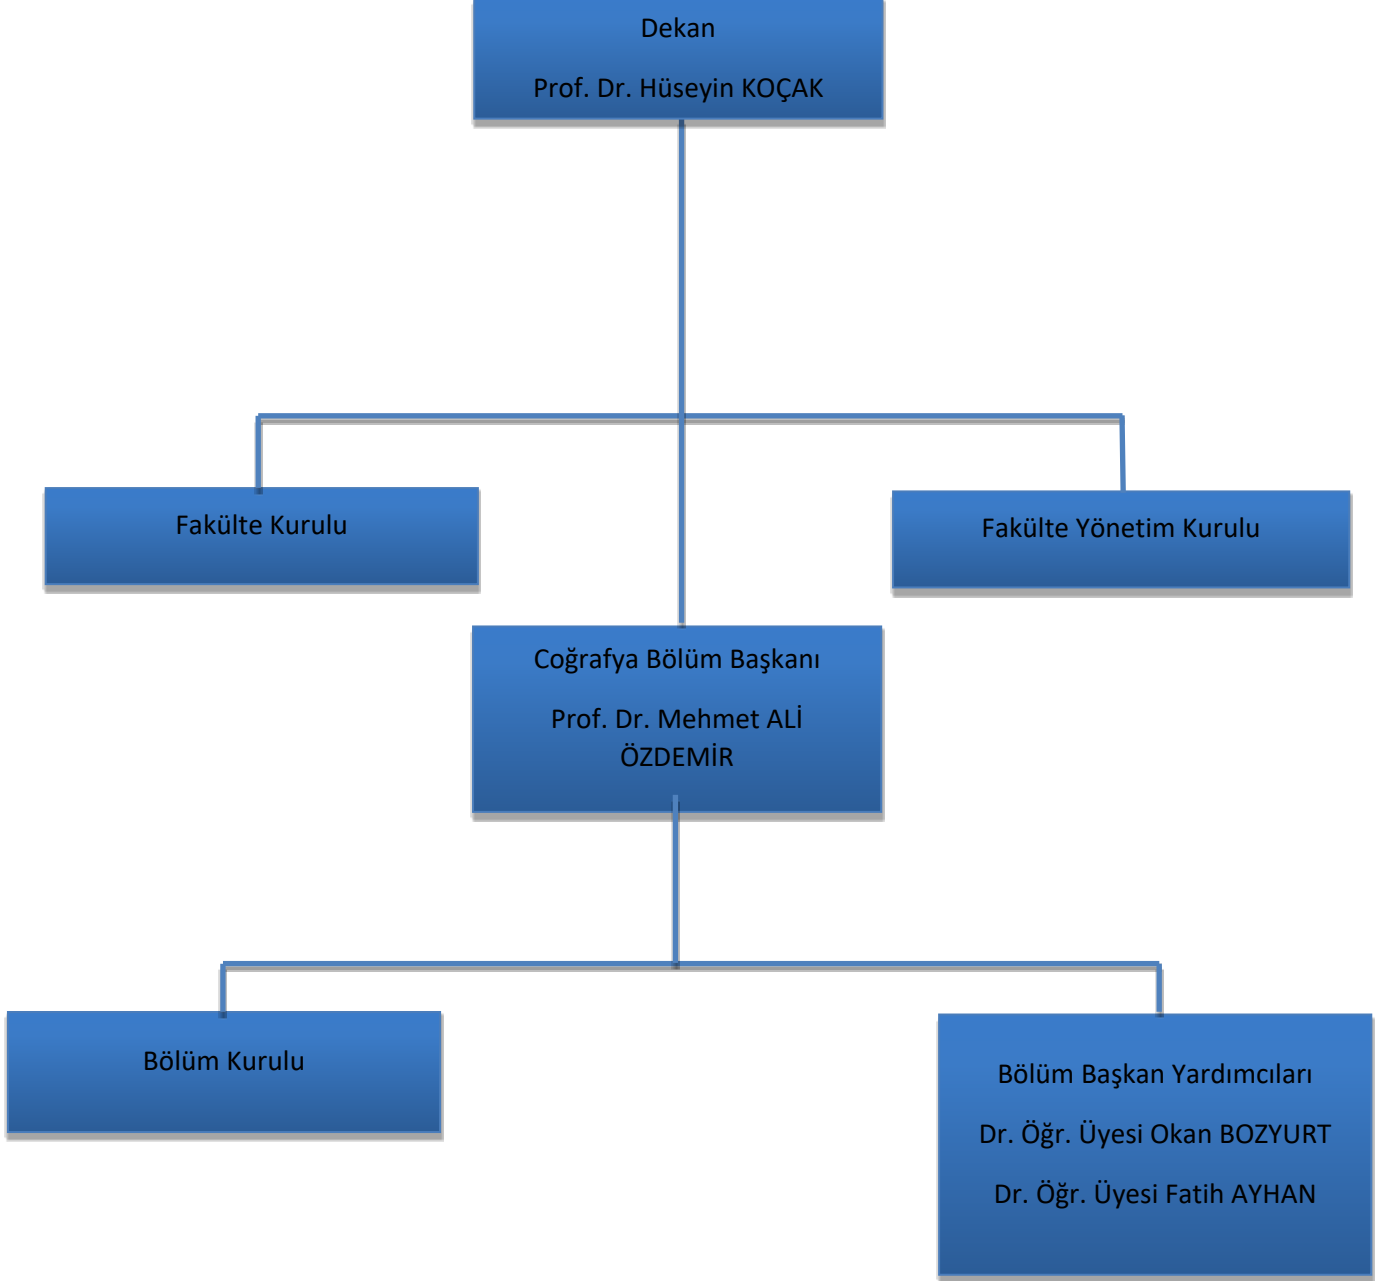 Dekan
Prof. Dr. Hüseyin KOÇAK
Fakülte Kurulu
Fakülte Yönetim Kurulu
Coğrafya Bölüm Başkanı
Prof. Dr. Mehmet ALİ
ÖZDEMİR
Bölüm Kurulu
Bölüm Başkan Yardımcıları
Dr. Öğr. Üyesi Okan BOZYURT
Dr. Öğr. Üyesi Fatih AYHAN